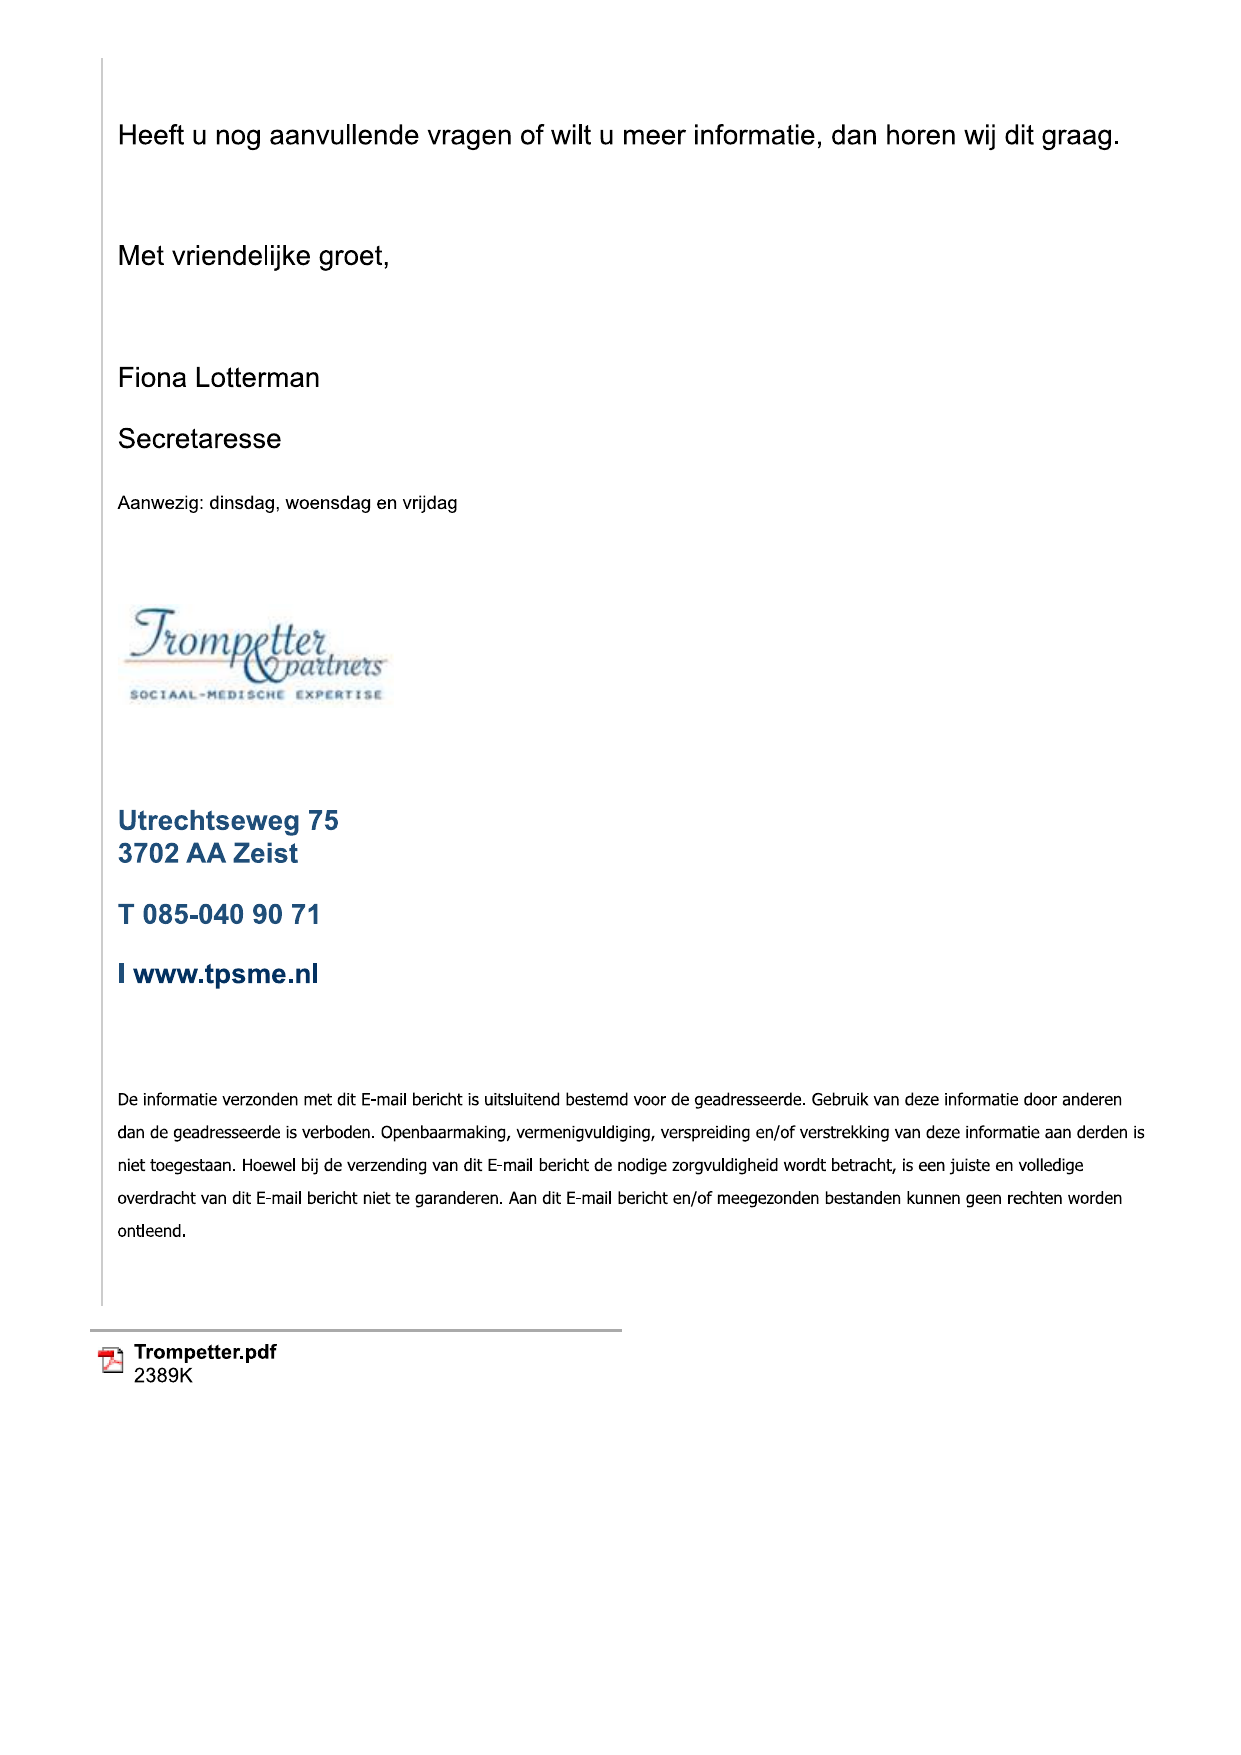 Heeft u nog aanvullende vragen of wilt u meer informatie, dan horen wij dit graag.
Met vriendelijke groet,
Fiona Lotterman
Secretaresse
Aanwezig: dinsdag, woensdag en vrijdag
Trompetter
& partners
SOCIAAL-MEDISCHE EXPERTISE
Utrechtseweg 75
3702 AA Zeist
T 085-040 90 71
I www.tpsme.nl
De informatie verzonden met dit E-mail bericht is uitsluitend bestemd voor de geadresseerde. Gebruik van deze informatie door anderen
dan de geadresseerde is verboden. Openbaarmaking, vermenigvuldiging, verspreiding en/of verstrekking van deze informatie aan derden is
niet toegestaan. Hoewel bij de verzending van dit E-mail bericht de nodige zorgvuldigheid wordt betracht, is een juiste en volledige
overdracht van dit E-mail bericht niet te garanderen. Aan dit E-mail bericht en/of meegezonden bestanden kunnen geen rechten worden
ontleend.
Trompetter.pdf
2389K